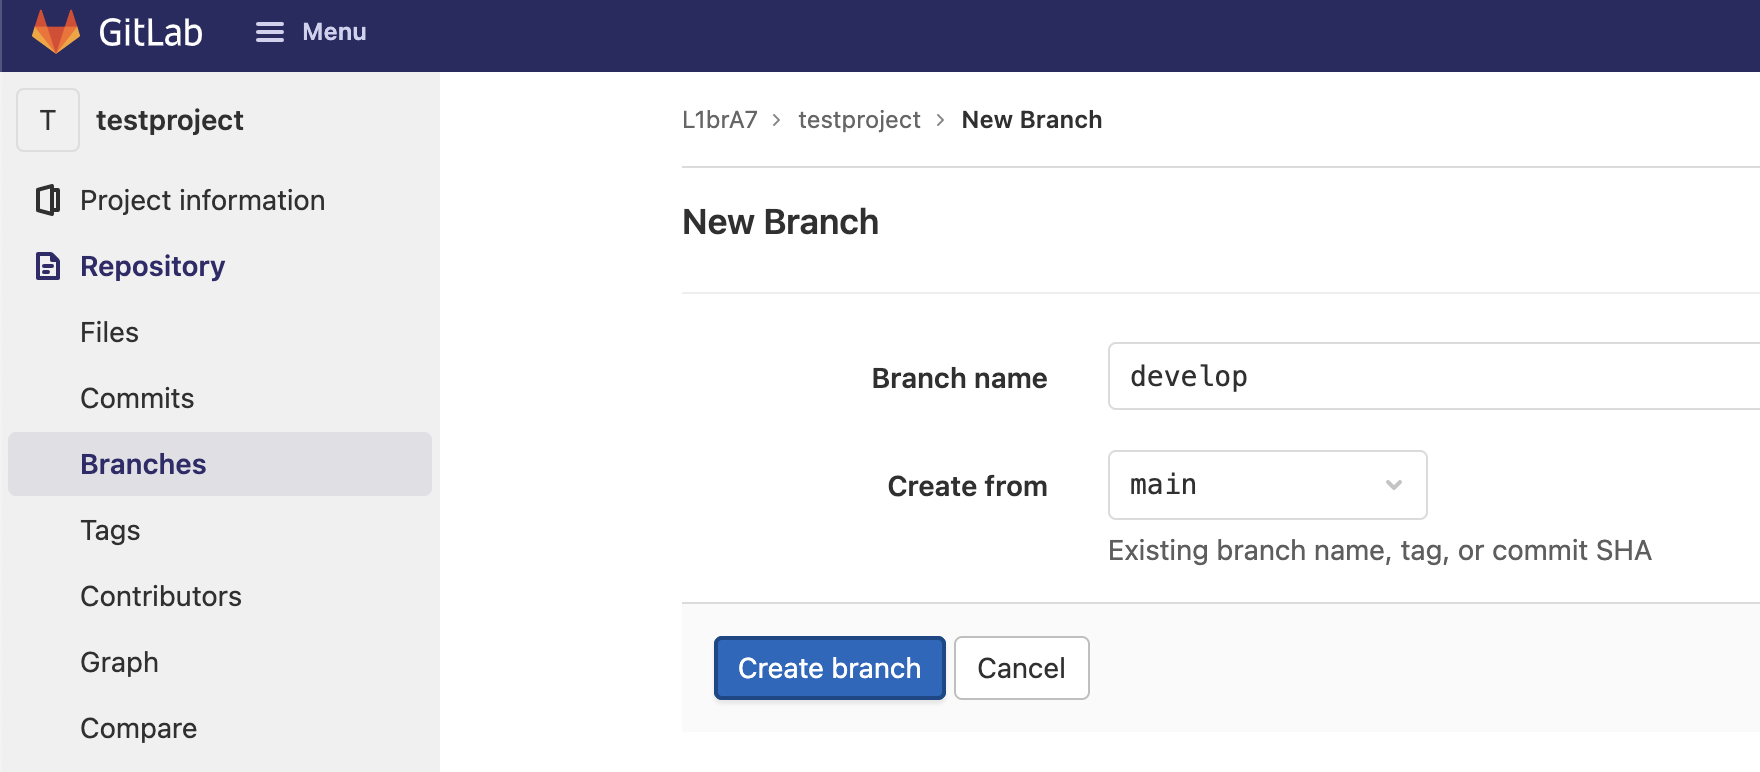 GitLab Menu
T testproject
Project information
Repository
Files
Commits
Branches
Tags
Contributors
Graph
Compare
L1brA7 > testproject > New Branch
New Branch
Branch name develop
Create from main
Existing branch name, tag, or commit SHA
Create branch Cancel